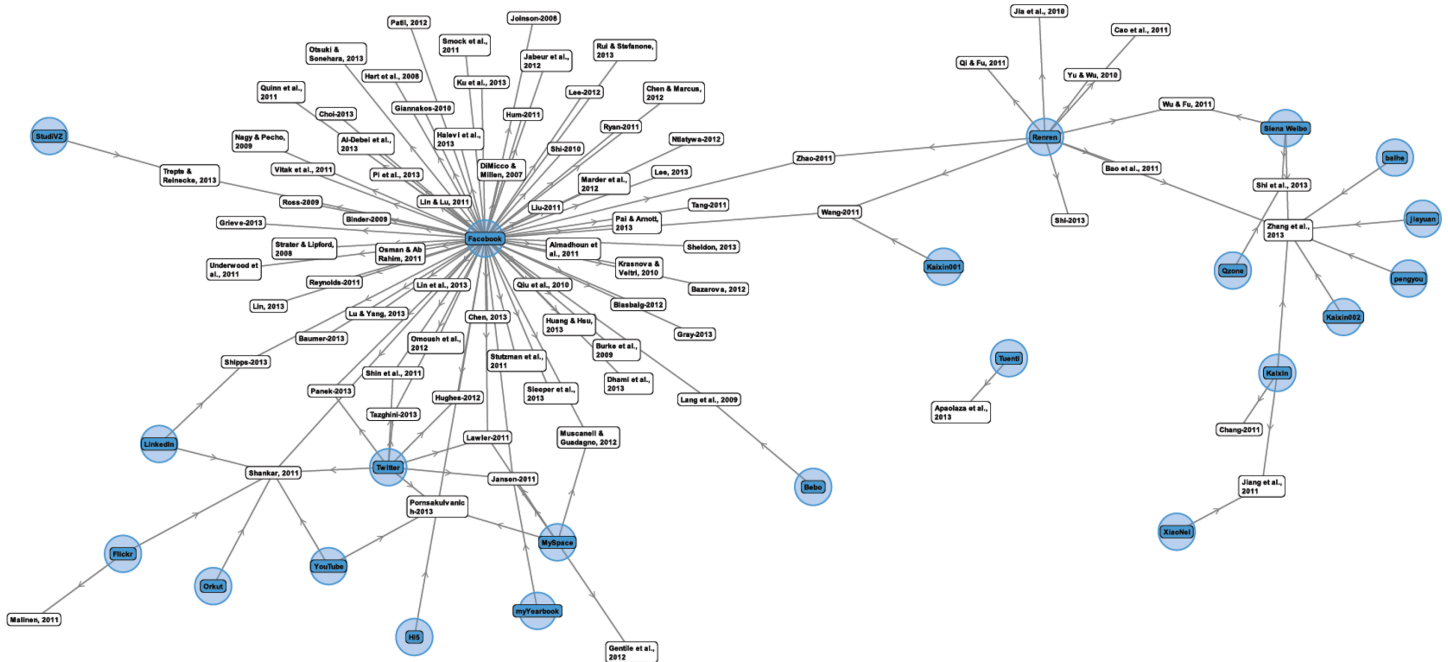 Joinson-2008
Jia et al., 2010
Patil, 2012
Cao et al., 2011
Smock et al.,
2011
Rui & Stefanone,
2013
Otsuki &
Sonehara, 2013
Jabeur et al.,
2012
Qi & Fu, 2011
Hart et al., 2008
Yu & Wu, 2010
Ku et al., 2013
Quinn et al.,
2011
Lee-2012
Chen & Marcus,
2012
Giannakos-2010
Wu & Fu, 2011
Choi-2013
Hum-2011
StudiVZ
Nagy & Pecho,
2009
Al-Debei et al.,
2013
Halevi et al.,
2013
Ryan-2011
Ntlatywa-2012
Renren
Siena Weibo
Shi-2010
Zhao-2011
baihe
Trepte &
Reinecke, 2013
Vitak et al., 2011
Pi et al., 2013
DiMicco &
Millen, 2007
Marder et al.,
2012
Lee, 2013
Bao et al., 2011
Shi et al., 2013
Ross-2009
Lin & Lu, 2011
Liu-2011
Tang-2011
Grieve-2013
Binder-2009
Pai & Arnott,
2013
Wang-2011
Shi-2013
Zhang et al.,
2013
jiayuan
Facebook
Strater & Lipford,
2008
Osman & Ab
Rahim, 2011
Almadhoun et
al., 2011
Sheldon, 2013
Underwood et
al., 2011
Krasnova &
Veltri, 2010
Kaixin001
Qzone
pengyou
Reynolds-2011
Lin et al., 2013
Qiu et al., 2010
Bazarova, 2012
Lin, 2013
Blasbalg-2012
Lu & Yang, 2013
Chen, 2013
Kaixin002
Huang & Hsu,
2013
Gray-2013
Baumer-2013
Omoush et al.,
2012
Burke et al.,
2009
Shipps-2013
Stutzman et al.,
2011
Tuenti
Shin et al., 2011
Dhami et al.,
2013
Kaixin
Panek-2013
Hughes-2012
Sleeper et al.,
2013
Lang et al., 2009
Tazghini-2013
Apaolaza et al.,
2013
Chang-2011
LinkedIn
Lawler-2011
Muscanell &
Guadagno, 2012
Shankar, 2011
Twitter
Jansen-2011
Bebo
Jiang et al.,
2011
Pornsakulvanic
h-2013
XiaoNei
Flickr
MySpace
YouTube
Orkut
myYearbook
Malinen, 2011
Hi5
Gentile et al.,
2012